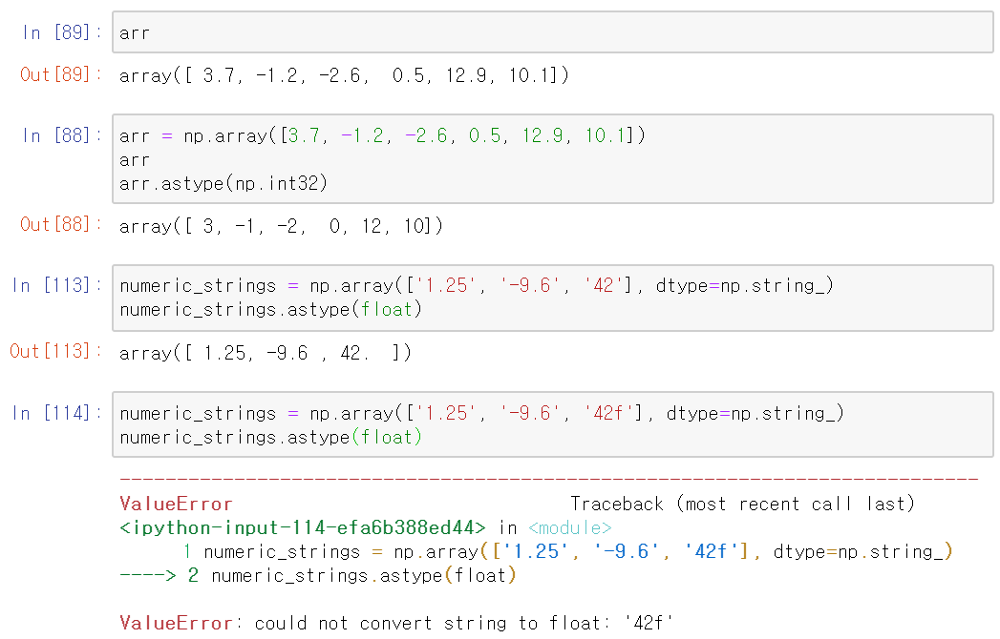 In [89]: arr
Out[89]: array([ 3.7, -1.2, -2.6,  0.5, 12.9, 10.1])
In [88]: arr = np.array([3.7, -1.2, -2.6, 0.5, 12.9, 10.1])
arr
arr.astype(np.int32)
Out[88]: array([ 3, -1, -2,  0, 12, 10])
In [113]: numeric_strings = np.array(['1.25', '-9.6', '42'], dtype=np.string_)
numeric_strings.astype(float)
Out[113]: array([ 1.25, -9.6 , 42.  ])
In [114]: numeric_strings = np.array(['1.25', '-9.6', '42f'], dtype=np.string_)
numeric_strings.astype(float)
---------------------------------------------------------------------------
ValueError                                Traceback (most recent call last)
<ipython-input-114-efa6b388ed44> in <module>
      1 numeric_strings = np.array(['1.25', '-9.6', '42f'], dtype=np.string_)
----> 2 numeric_strings.astype(float)
ValueError: could not convert string to float: '42f'